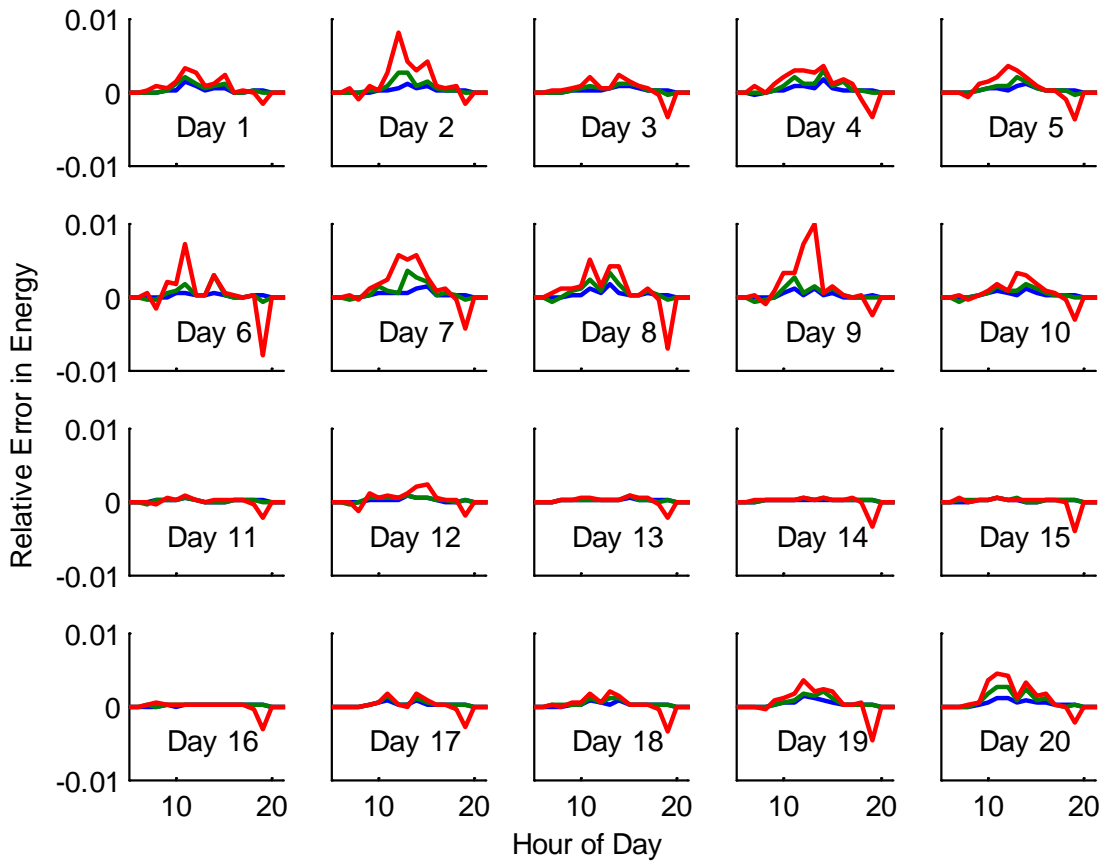 0.01
0
-0.01
Day 1
Day 2
Day 3
Day 4
Day 5
0.01
0
-0.01
Day 6
Day 7
Day 8
Day 9
Day 10
0.01
0
-0.01
Day 11
Day 12
Day 13
Day 14
Day 15
0.01
0
-0.01
Day 16
Day 17
Day 18
Day 19
Day 20
10 20
10 20
10 20
10 20
10 20
Hour of Day
Relative Error in Energy